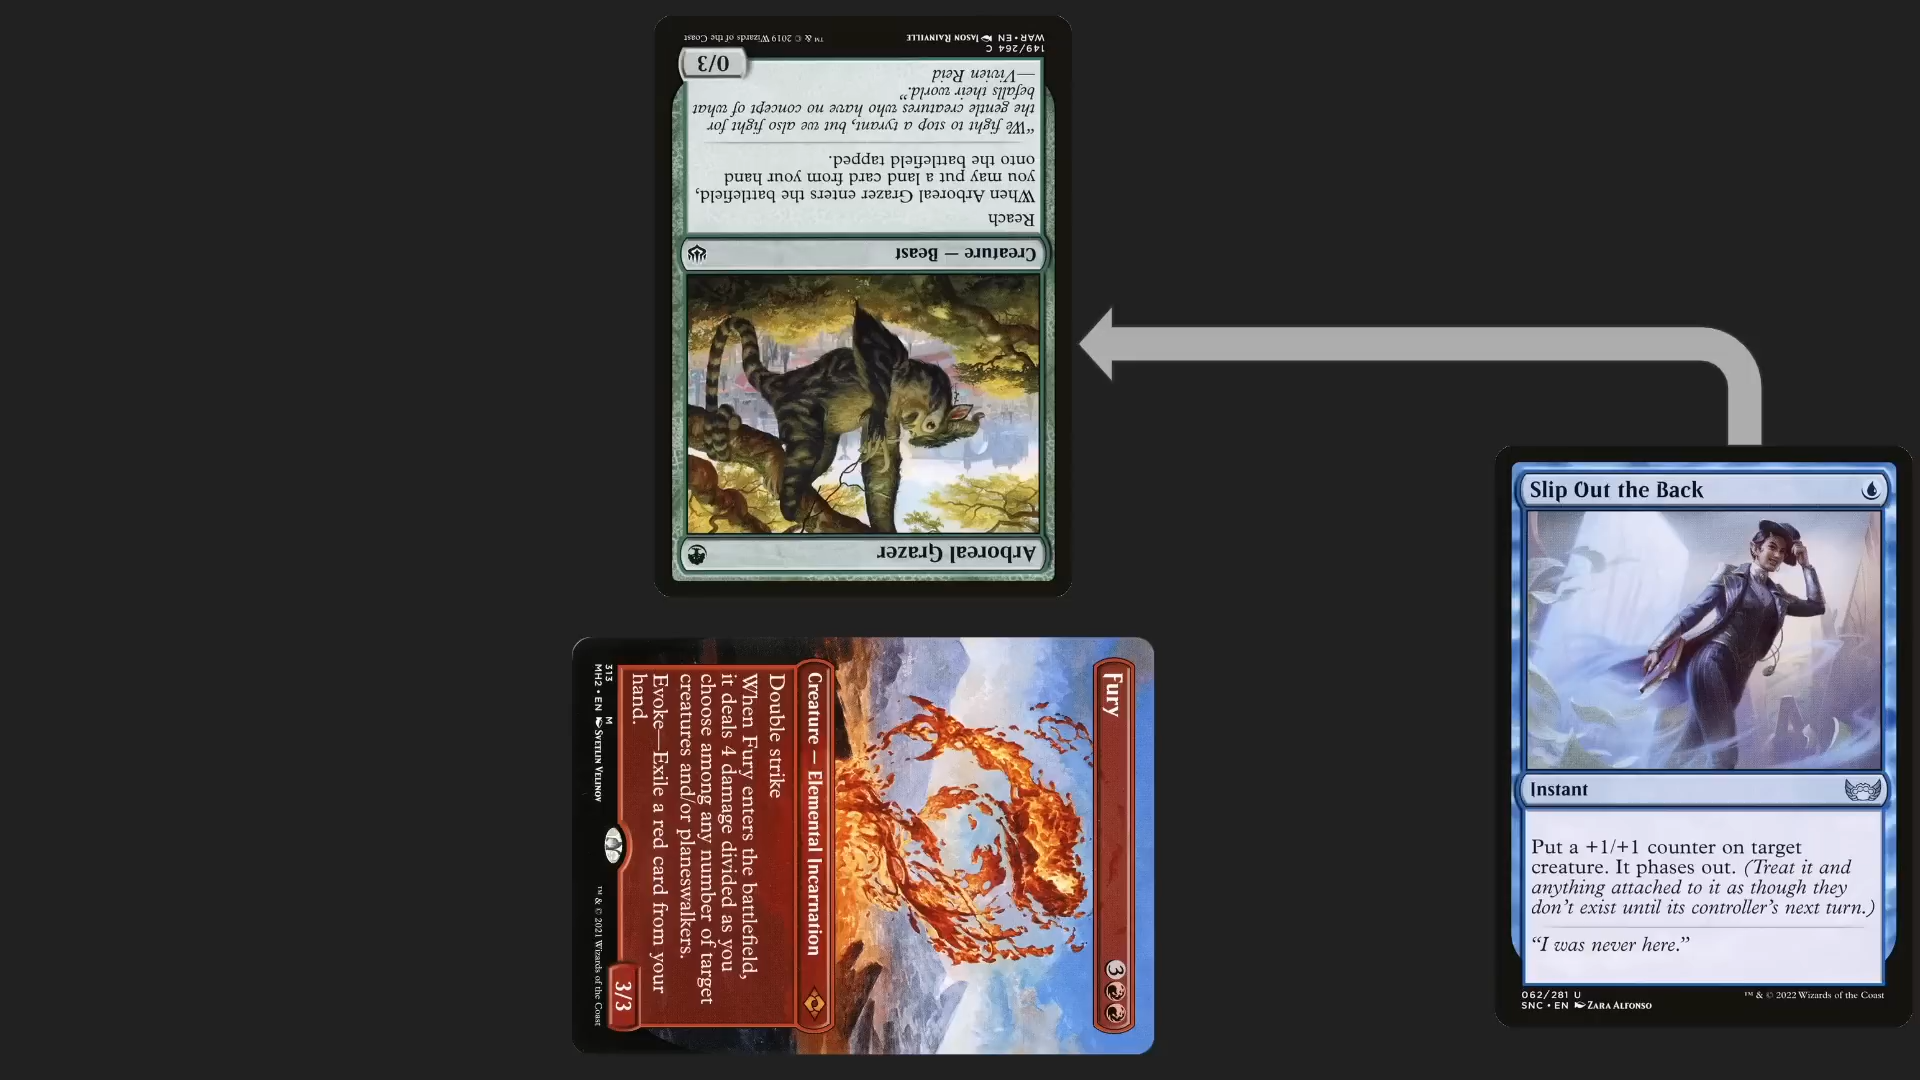 Arboreal Grazer
Creature — Beast
Reach
When Arboreal Grazer enters the battlefield,
you may put a land card from your hand
onto the battlefield tapped.
“We fight to stop a tyrant, but we also fight for
the gentle creatures who have no concept of what
befalls their world.”
—Vivien Reid
0/3
149/264 C
WAR • EN JASON RAINVILLE
™ & © 2019 Wizards of the Coast
Fury
3
Creature — Elemental Incarnation
Double strike
When Fury enters the battlefield,
it deals 4 damage divided as you
choose among any number of target
creatures and/or planeswalkers.
Evoke—Exile a red card from your
hand.
3/3
313 M
MH2 • EN SVETLIN VELINOV
™ & © 2021 Wizards of the Coast
Slip Out the Back
Instant
Put a +1/+1 counter on target
creature. It phases out. (Treat it and
anything attached to it as though they
don’t exist until its controller’s next turn.)
“I was never here.”
062/281 U
SNC • EN ZARA ALFONSO
™ & © 2022 Wizards of the Coast